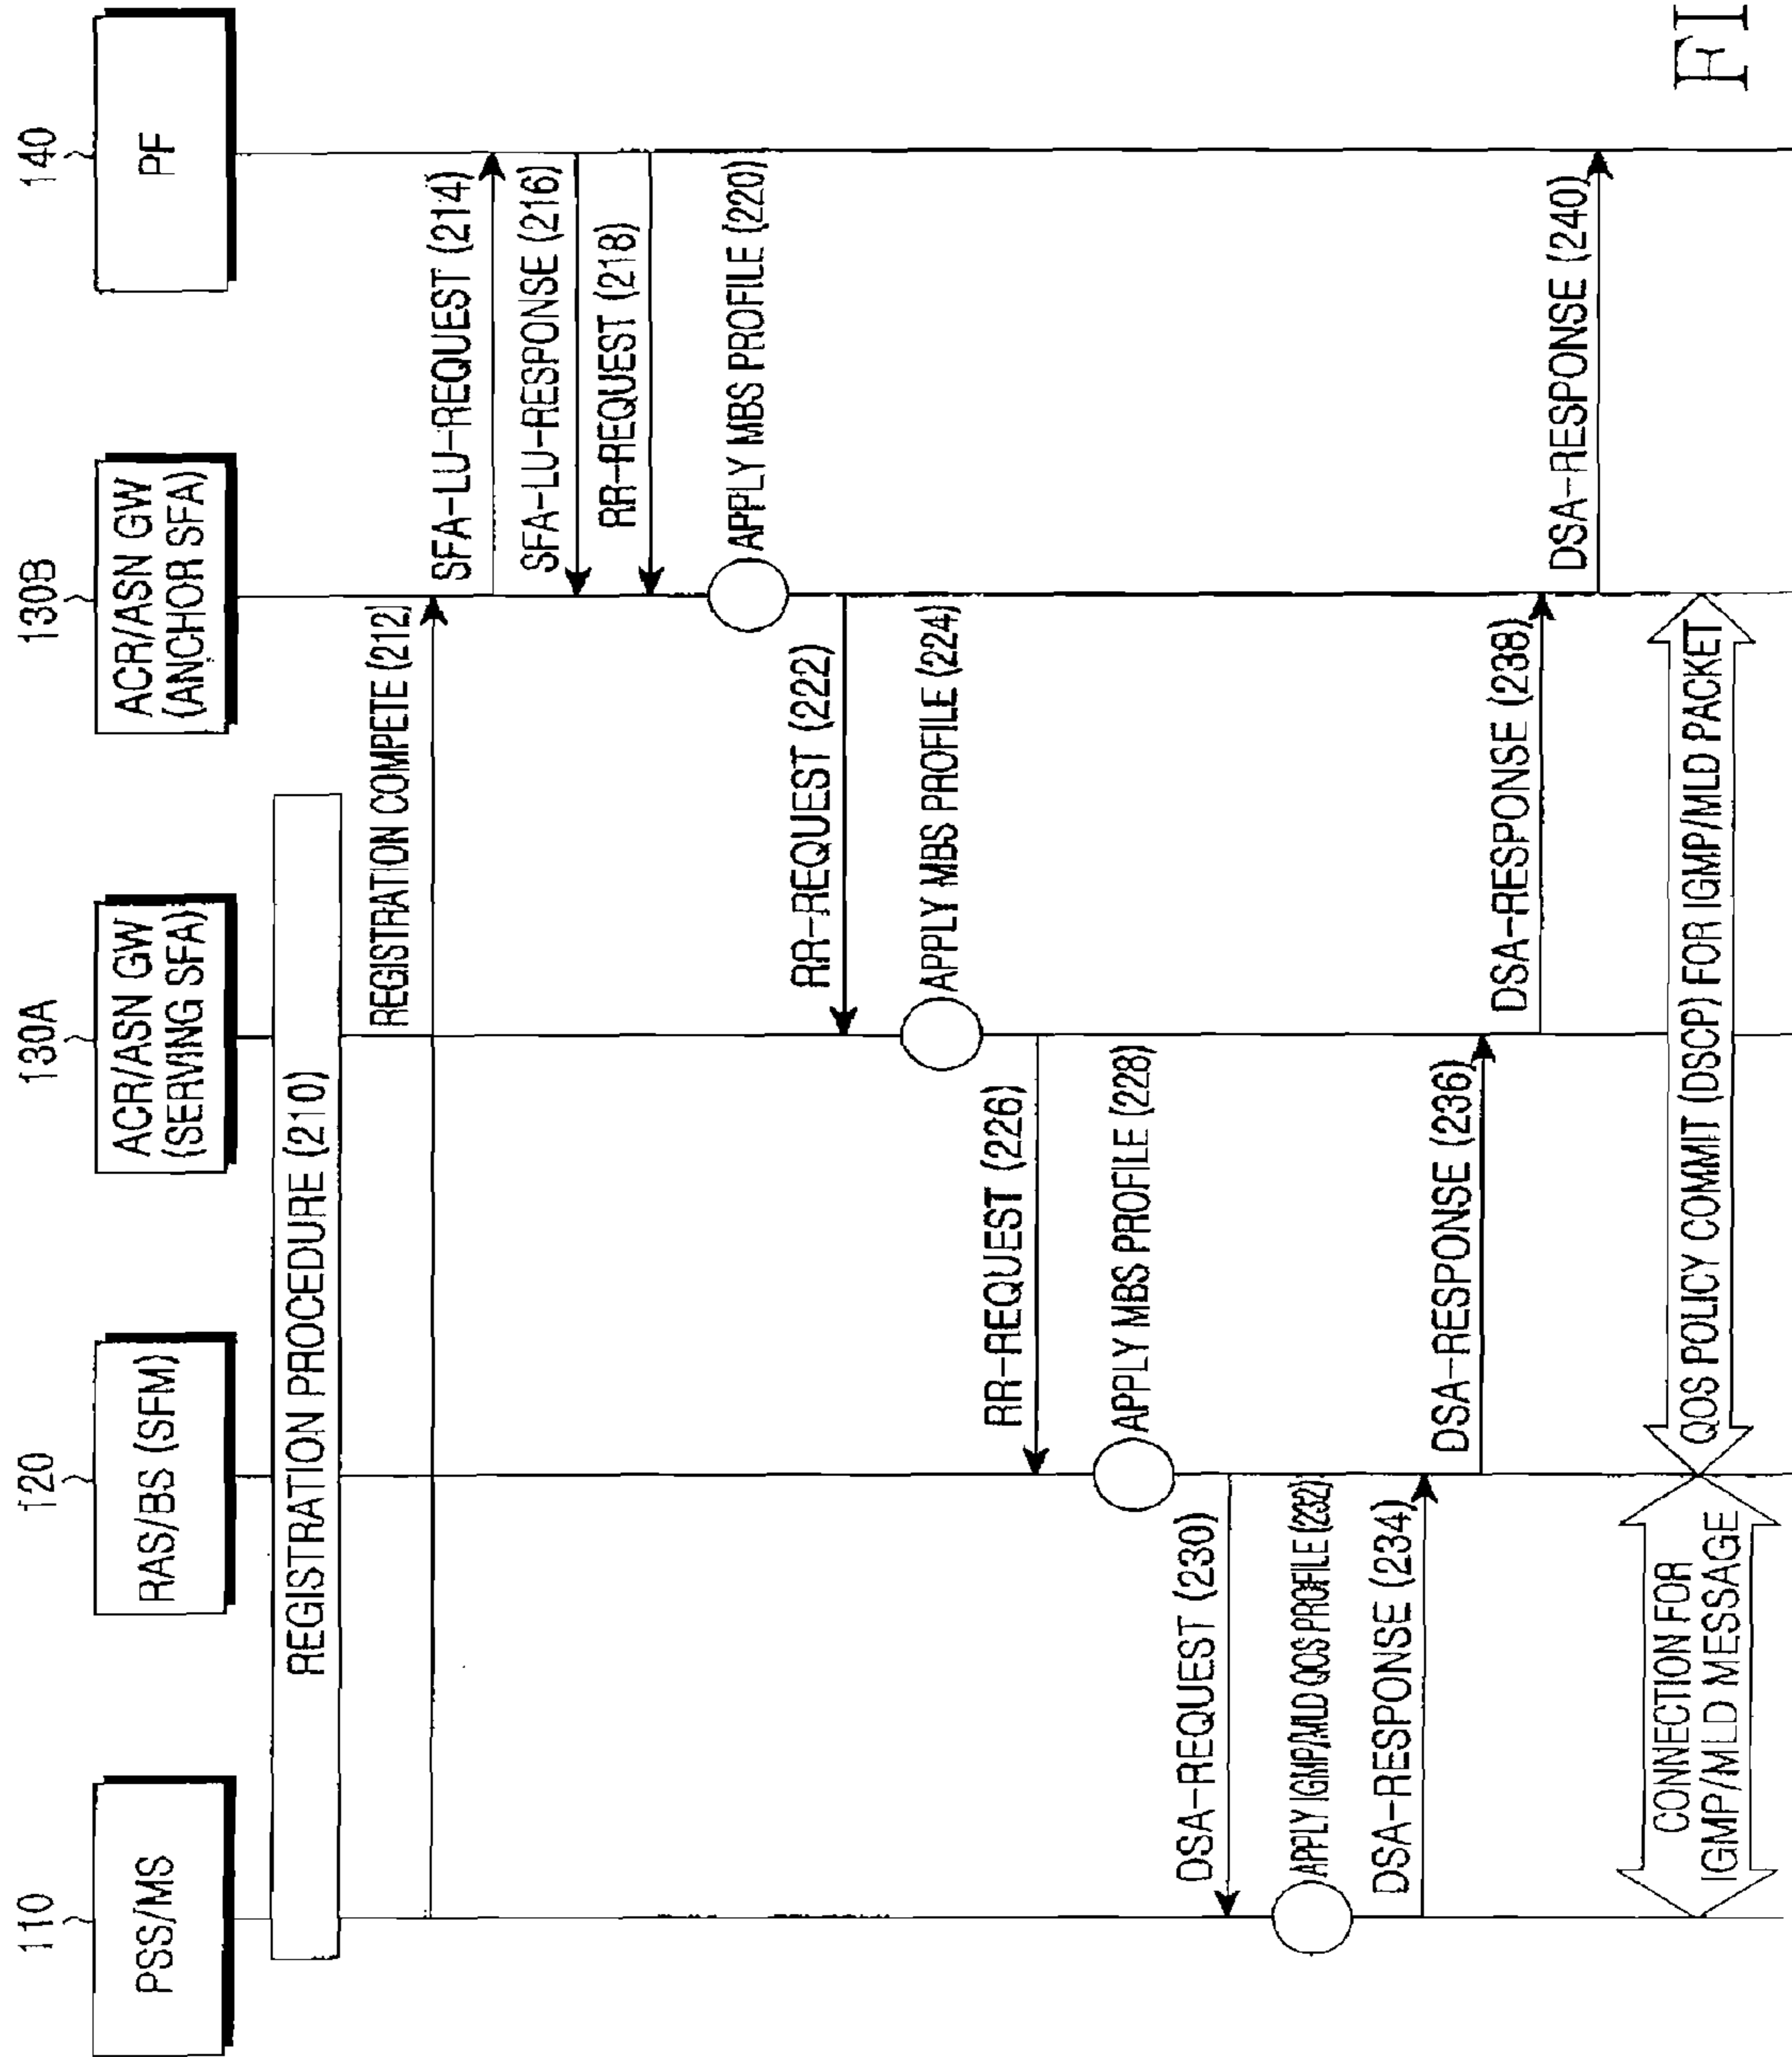 110
PSS/MS
120
RAS/BS (SFM)
130A
ACR/ASN GW
(SERVING SFA)
130B
ACR/ASN GW
(ANCHOR SFA)
140
PF
REGISTRATION PROCEDURE (210)
REGISTRATION COMPETE (212)
SFA-LU-REQUEST (214)
SFA-LU-RESPONSE (216)
RR-REQUEST (218)
APPLY MBS PROFILE (220)
RR-REQUEST (222)
APPLY MBS PROFILE (224)
RR-REQUEST (226)
APPLY MBS PROFILE (228)
DSA-REQUEST (230)
APPLY IGMP/MLD QOS PROFILE (232)
DSA-RESPONSE (234)
DSA-RESPONSE (236)
DSA-RESPONSE (238)
DSA-RESPONSE (240)
CONNECTION FOR
IGMP/MLD MESSAGE
QOS POLICY COMMIT (DSCP) FOR IGMP/MLD PACKET
FI